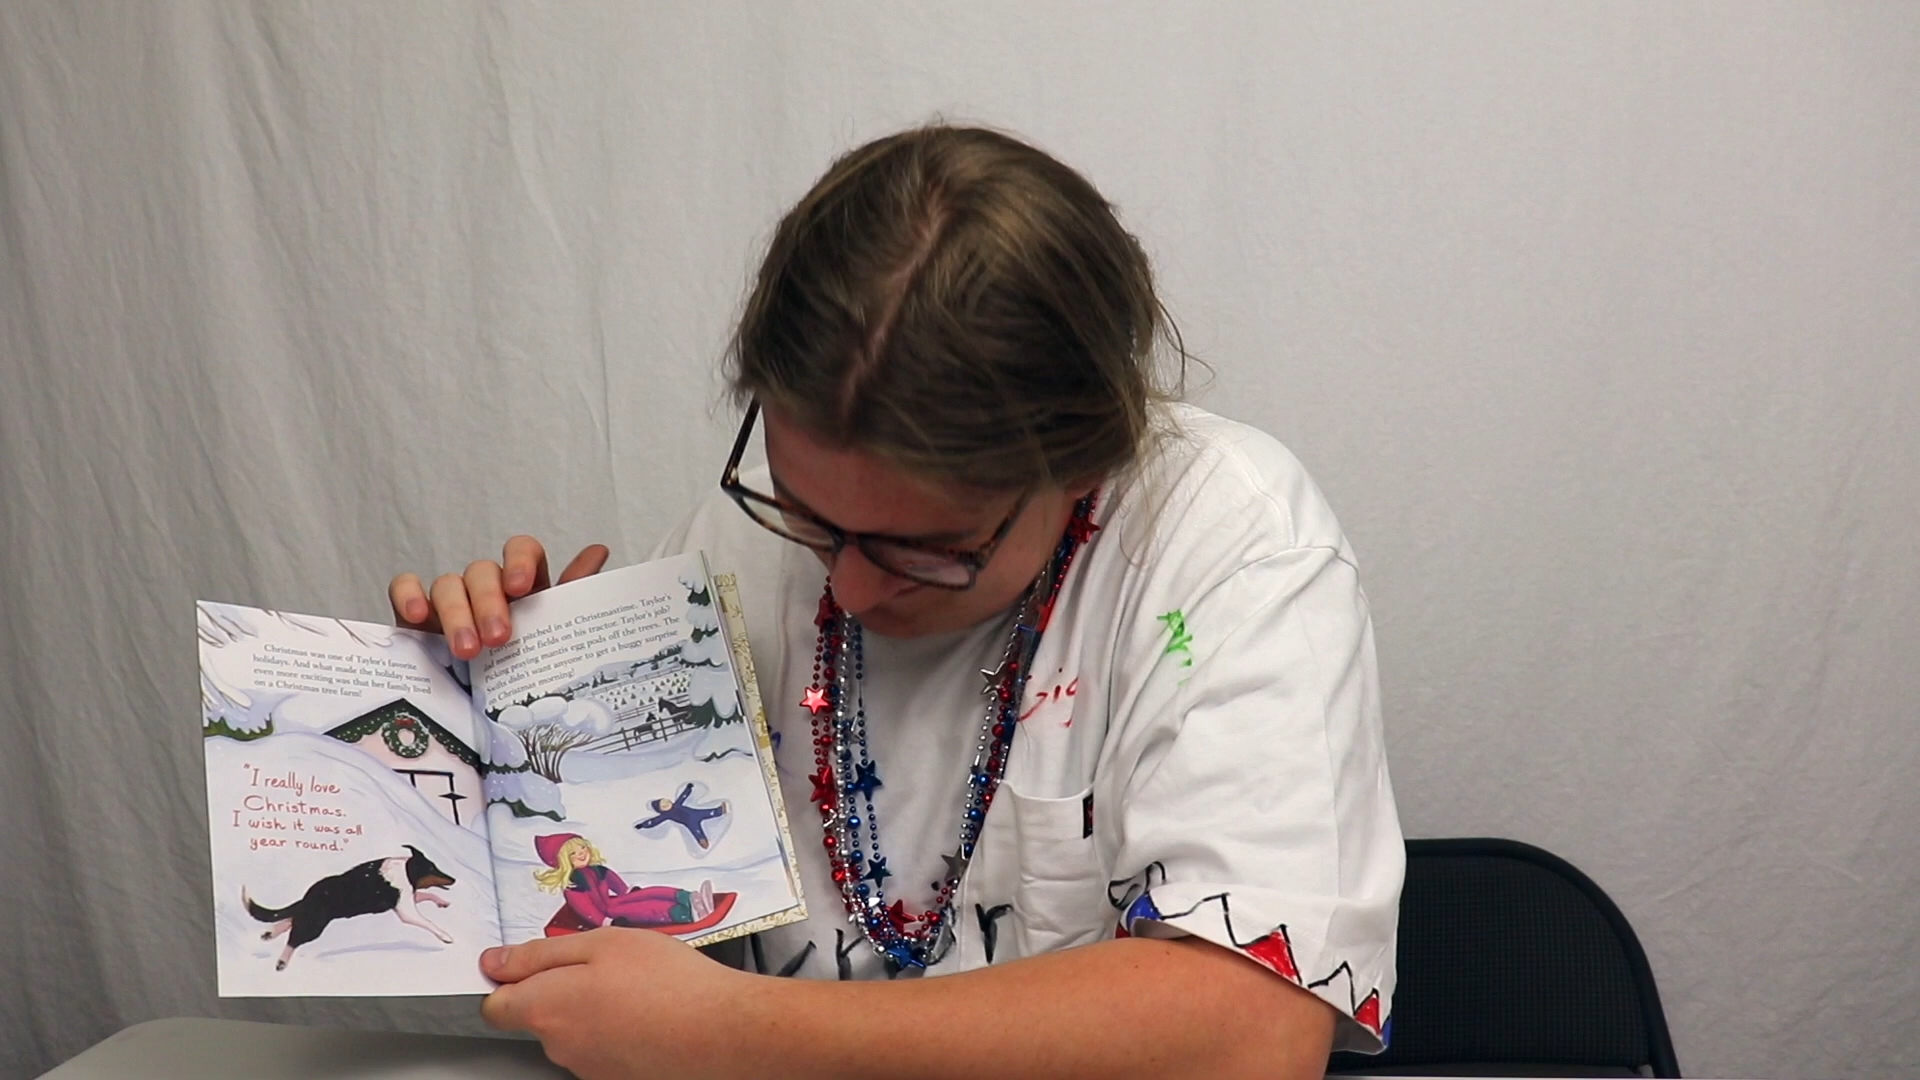 Christmas was one of Taylor's favorite
holidays. And what made the holiday season
even more exciting was that her family lived
on a Christmas tree farm!
"I really love
Christmas.
I wish it was all
year round."
pitched in at Christmastime. Taylor's
dad mowed the fields on his tractor. Taylor's job?
Picking praying mantis egg pods off the trees. The
Swifts didn't want anyone to get a buggy surprise
on Christmas morning!